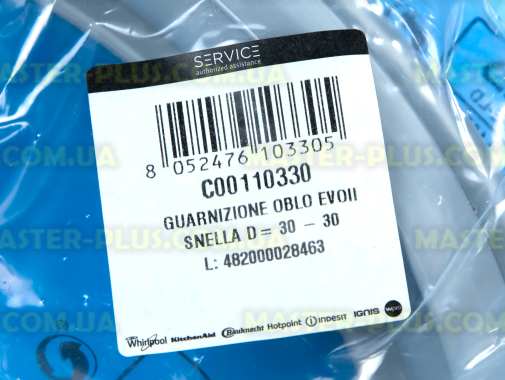 SERVICE
authorized assistance
8 052476 103305
C00110330
GUARNIZIONE OBLO EVOII
SNELLA D = 30 - 30
L: 482000028463
Whirlpool KitchenAid Bauknecht Hotpoint indesit IGNIS wpro
MASTER-PLUS.COM.UA